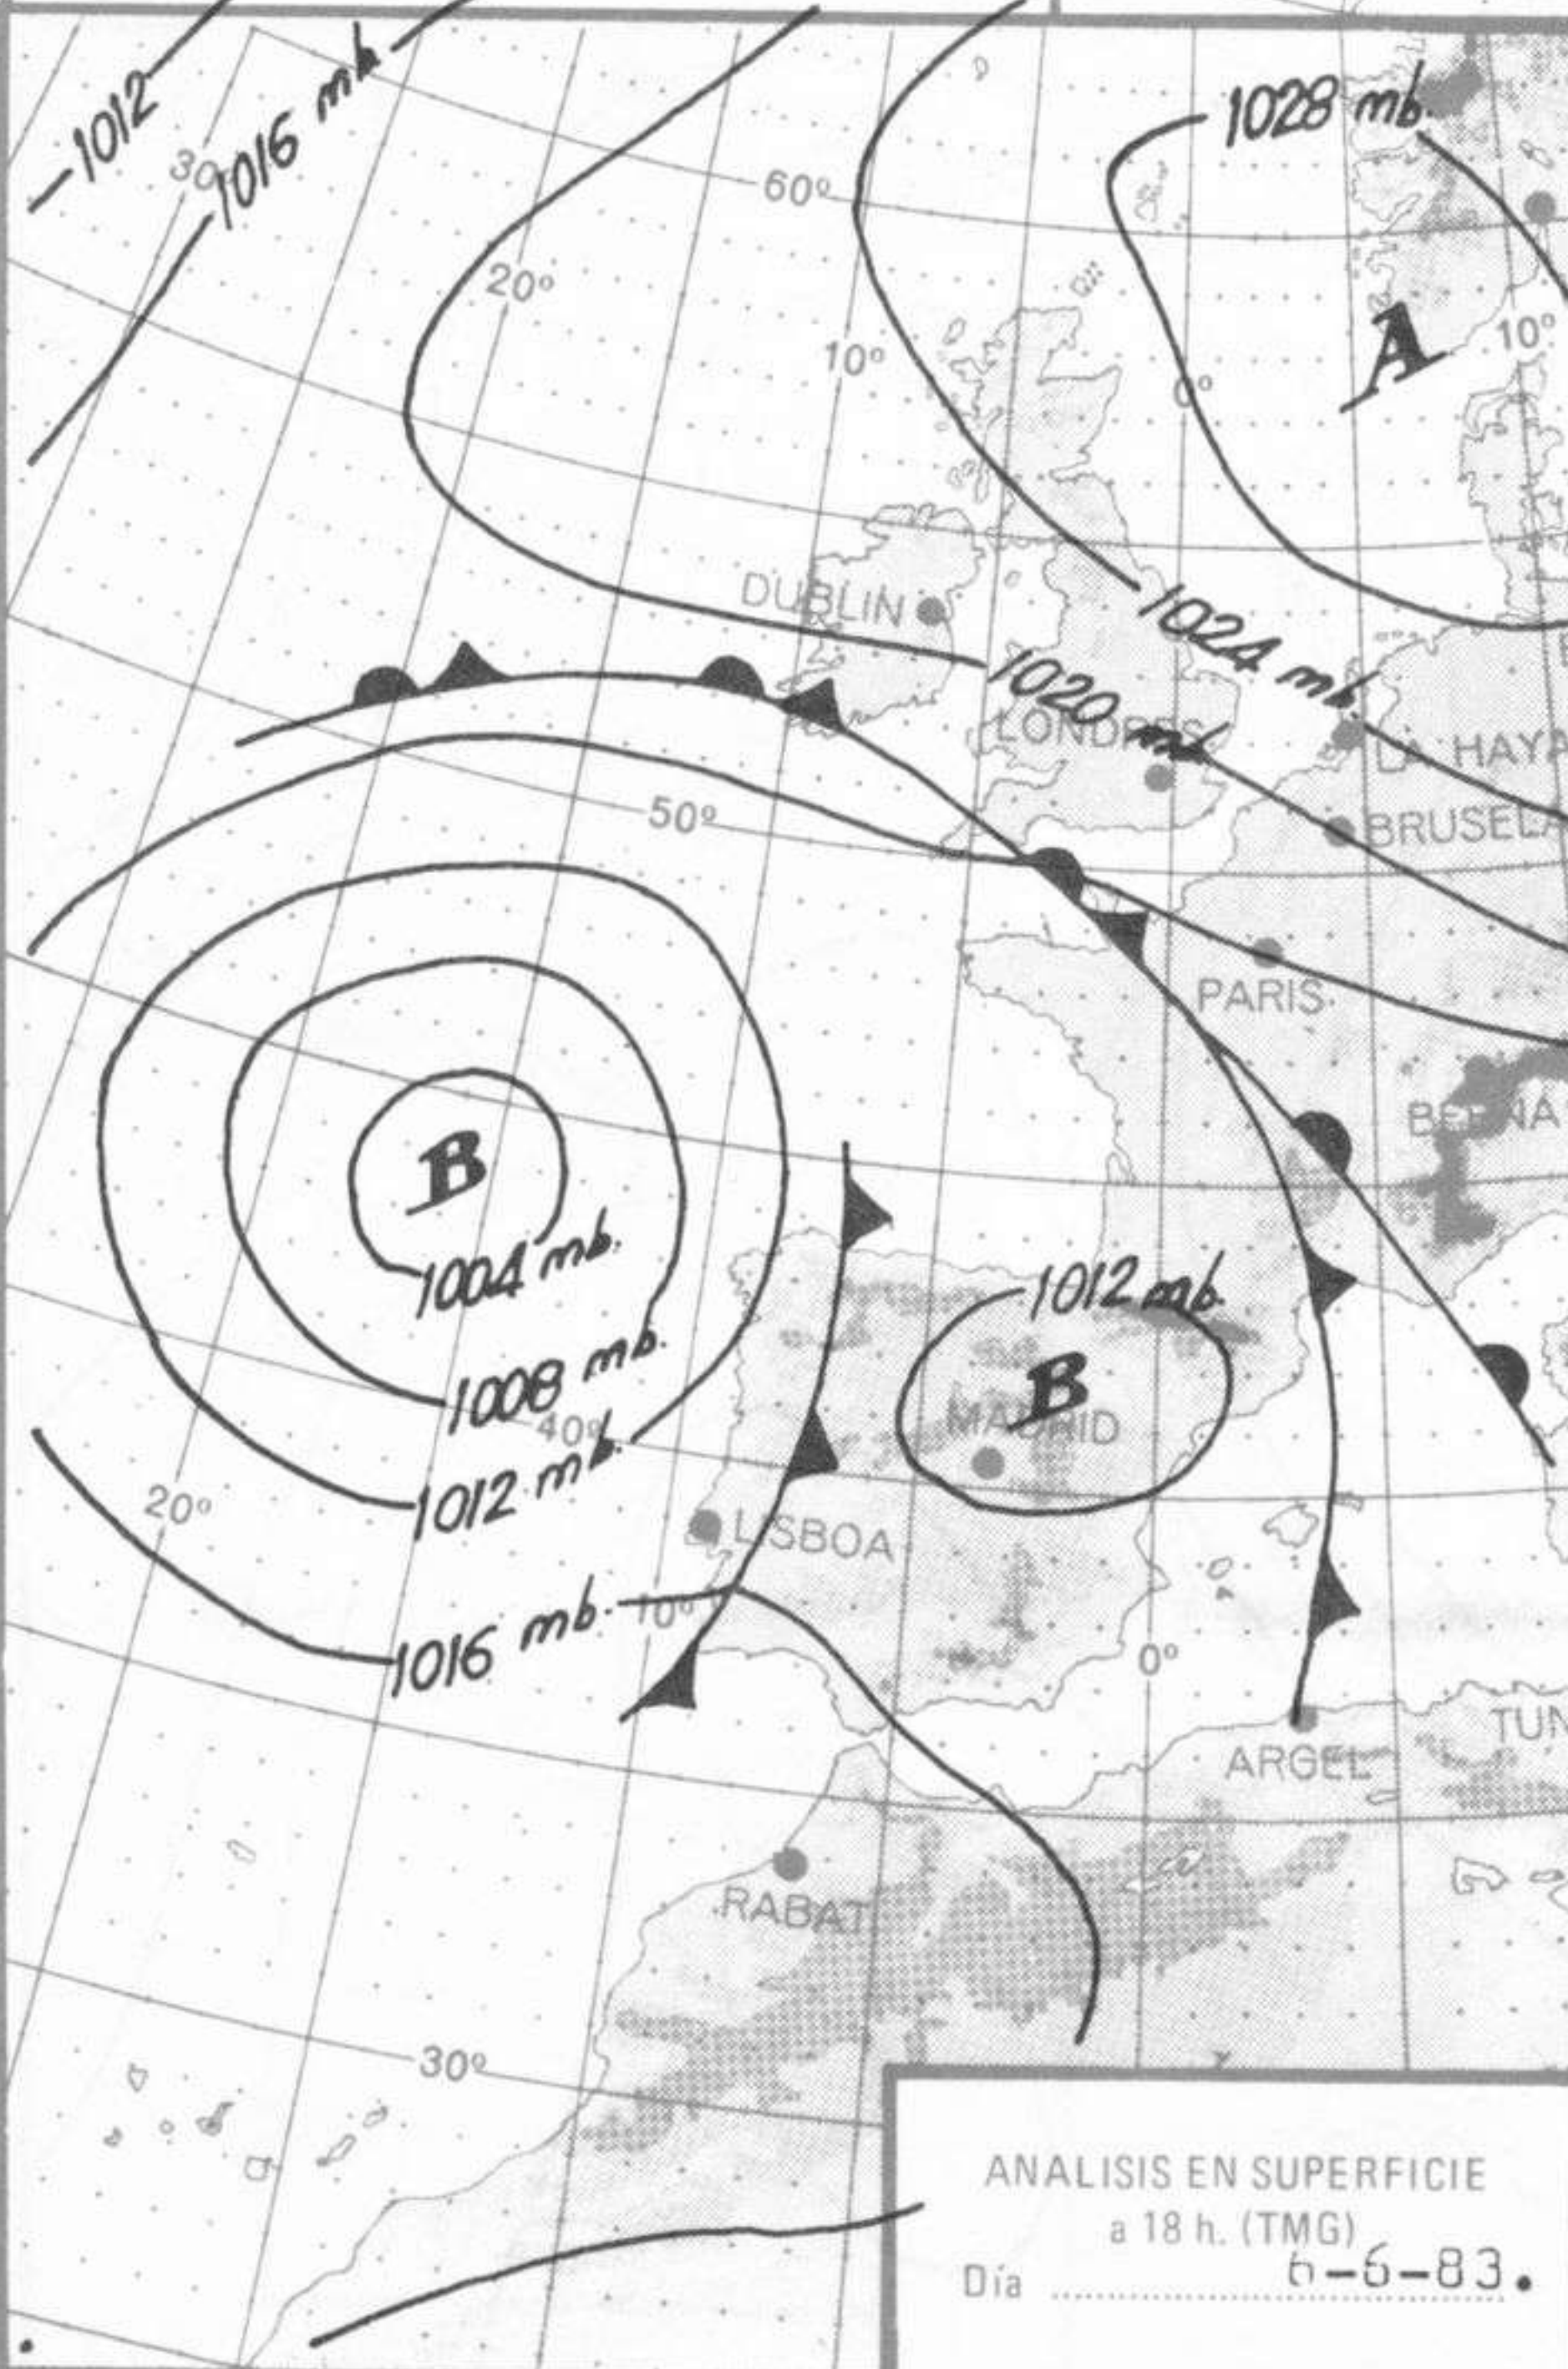 1012
1016 mb.
1028 mb.
30º
60º
20º
10º
10º
0º
A
DUBLIN
1024 mb.
1020 mb
LONDRES
LA HAYA
50º
BRUSELA
PARIS
BERNA
B
1004 mb.
1012 mb.
B
1008 mb.
MADRID
40º
1012 mb.
20º
LISBOA
1016 mb.
10º
0º
TUN
ARGEL
RABAT
30º
ANALISIS EN SUPERFICIE
a 18 h. (TMG)
Día 6-6-83.